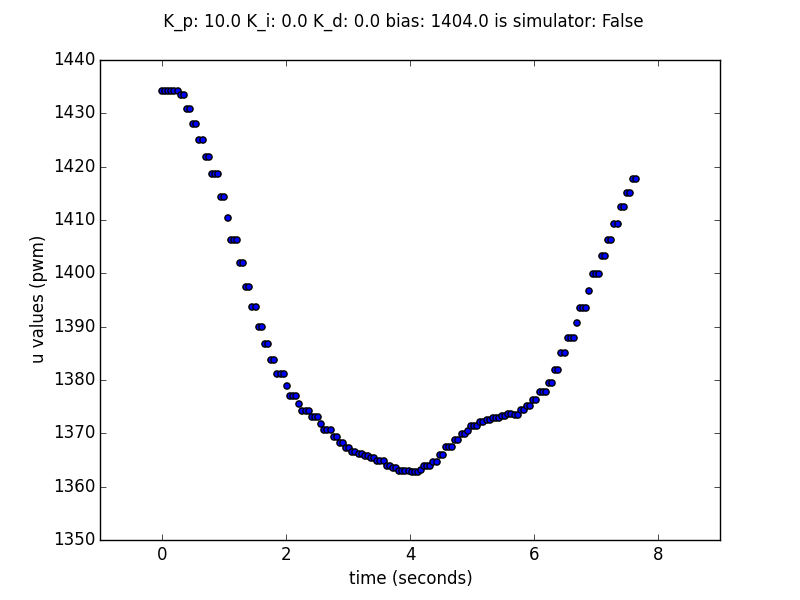 K_p: 10.0 K_i: 0.0 K_d: 0.0 bias: 1404.0 is simulator: False
1440
1430
1420
1410
1400
1390
1380
1370
1360
1350
u values (pwm)
0 2 4 6 8
time (seconds)